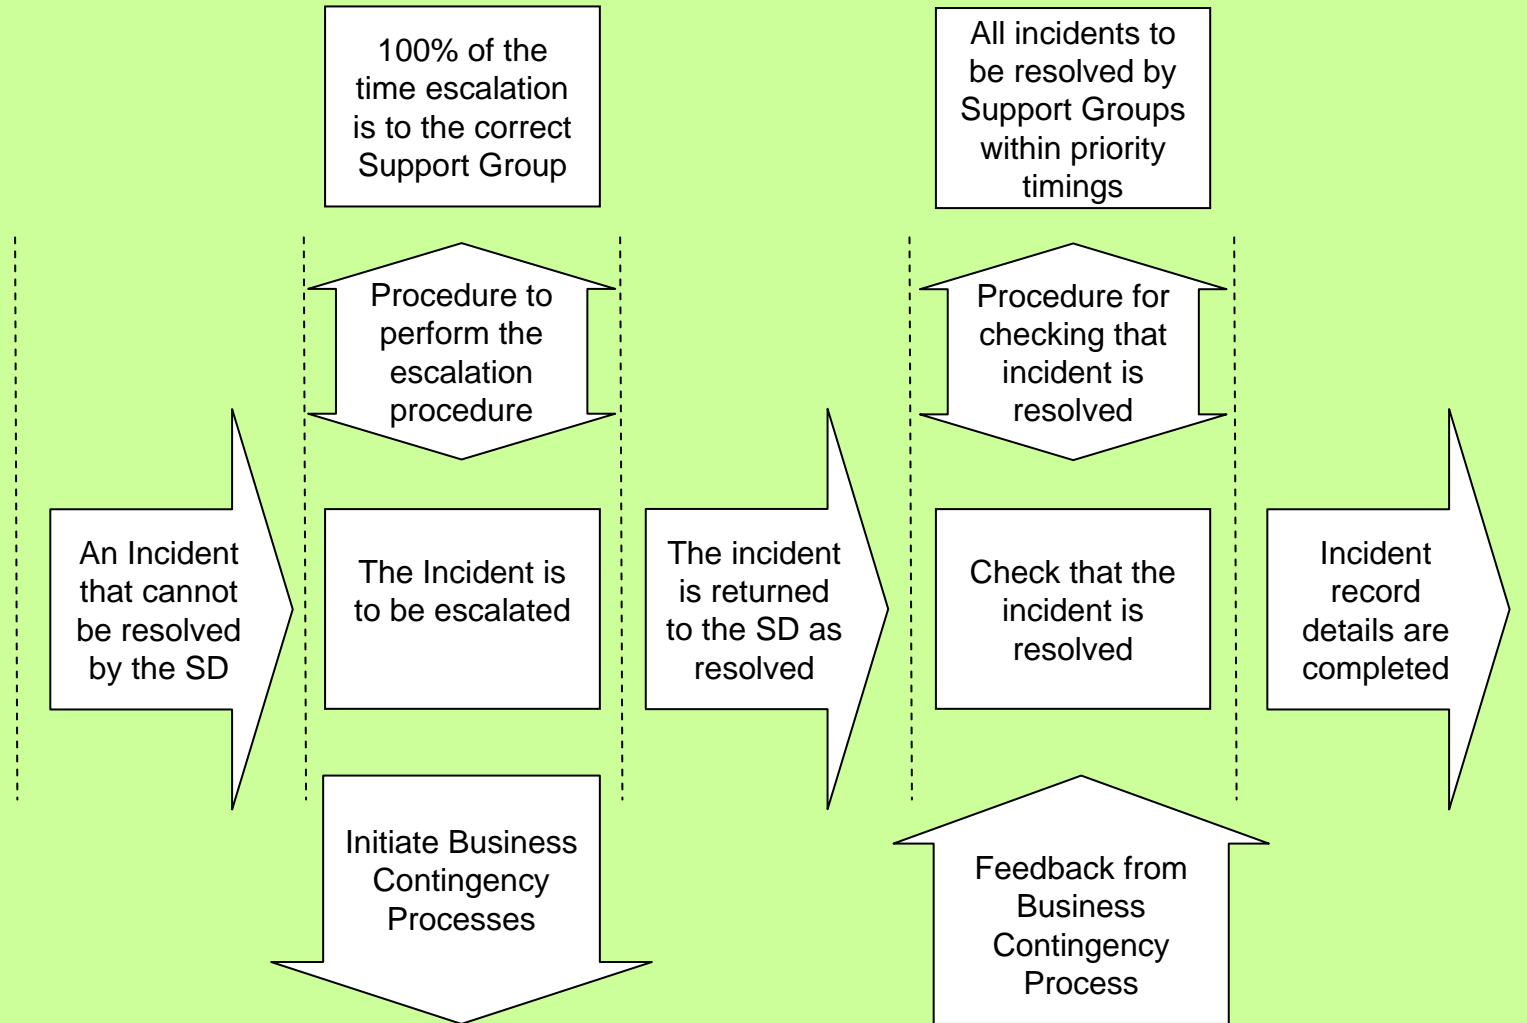 100% of the
time escalation
is to the correct
Support Group
All incidents to
be resolved by
Support Groups
within priority
timings
Procedure to
perform the
escalation
procedure
Procedure for
checking that
incident is
resolved
An Incident
that cannot
be resolved
by the SD
The Incident is
to be escalated
The incident
is returned
to the SD as
resolved
Check that the
incident is
resolved
Incident
record
details are
completed
Initiate Business
Contingency
Processes
Feedback from
Business
Contingency
Process